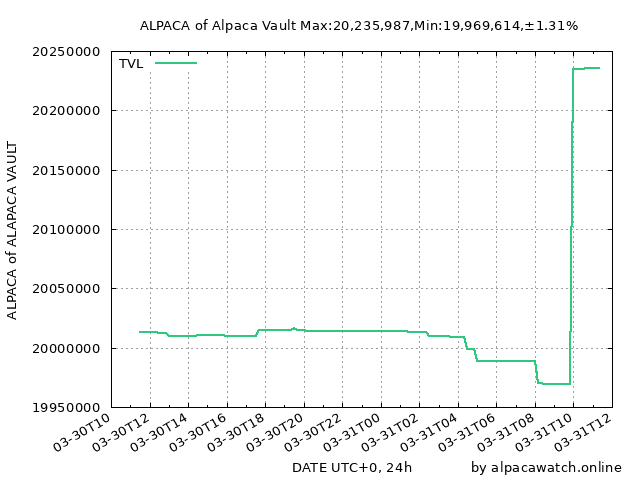 ALPACA of Alpaca Vault Max:20,235,987,Min:19,969,614,±1.31%
TVL
20250000
20200000
20150000
20100000
20050000
20000000
19950000
ALPACA of ALAPACA VAULT
03-30T10
03-30T12
03-30T14
03-30T16
03-30T18
03-30T20
03-30T22
03-31T00
03-31T02
03-31T04
03-31T06
03-31T08
03-31T10
03-31T12
DATE UTC+0, 24h
by alpacawatch.online